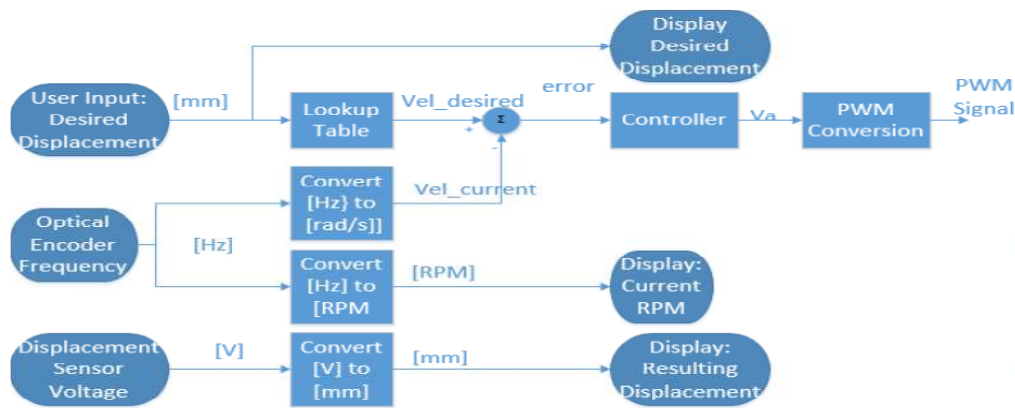 Display
Desired
Displacement
User Input:
Desired
Displacement
[mm]
Lookup
Table
Vel_desired
+
-
Σ
error
Controller
Va
PWM
Conversion
PWM
Signal
Convert
[Hz} to
[rad/s]]
Vel_current
Optical
Encoder
Frequency
[Hz]
Convert
[Hz] to
[RPM
[RPM]
Display:
Current
RPM
Displacement
Sensor
Voltage
[V]
Convert
[V] to
[mm]
[mm]
Display:
Resulting
Displacement